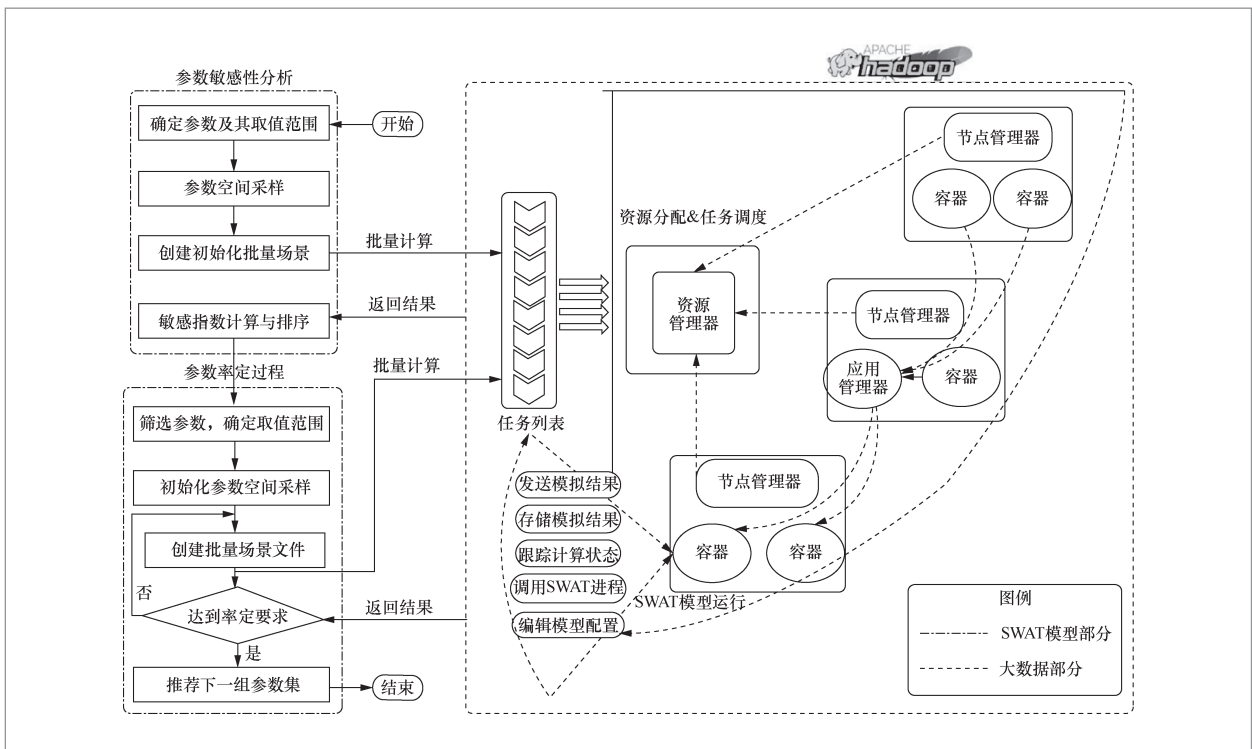 APACHE
hadoop
参数敏感性分析
确定参数及其取值范围
开始
参数空间采样
创建初始化批量场景
批量计算
返回结果
敏感指数计算与排序
参数率定过程
批量计算
筛选参数，确定取值范围
初始化参数空间采样
创建批量场景文件
否
达到率定要求
返回结果
是
推荐下一组参数集
结束
任务列表
发送模拟结果
存储模拟结果
跟踪计算状态
调用SWAT进程
编辑模型配置
SWAT模型运行
资源分配&任务调度
资源
管理器
节点管理器
容器
容器
节点管理器
应用
管理器
容器
节点管理器
容器
容器
图例
SWAT模型部分
大数据部分